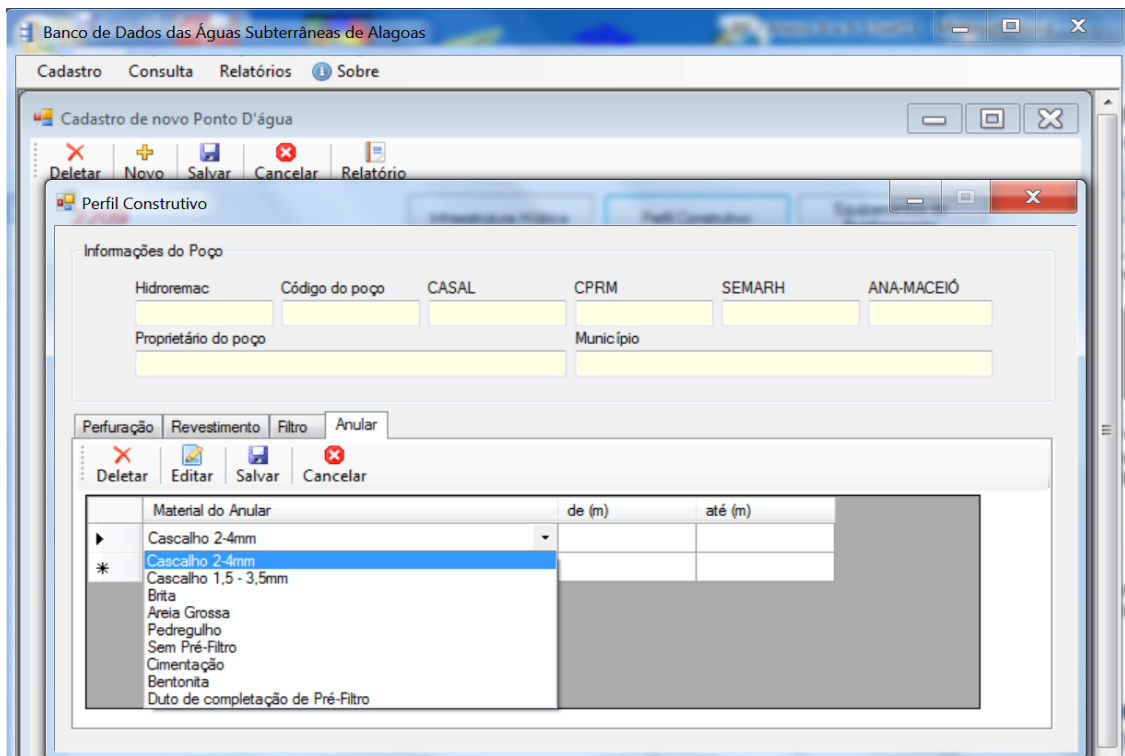 Banco de Dados das Águas Subterrâneas de Alagoas
Cadastro Consulta Relatórios Sobre
Cadastro de novo Ponto D'água
Deletar Novo Salvar Cancelar Relatório
Perfil Construtivo
Informações do Poço
Hidroremac Código do poço CASAL CPRM SEMARH ANA-MACEIÓ
Proprietário do poço Município
Perfuração Revestimento Filtro Anular
Deletar Editar Salvar Cancelar
Material do Anular de (m) até (m)
Cascalho 2-4mm
Cascalho 2-4mm
Cascalho 1,5 - 3,5mm
Brita
Areia Grossa
Pedregulho
Sem Pré-Filtro
Cimentação
Bentonita
Duto de completação de Pré-Filtro